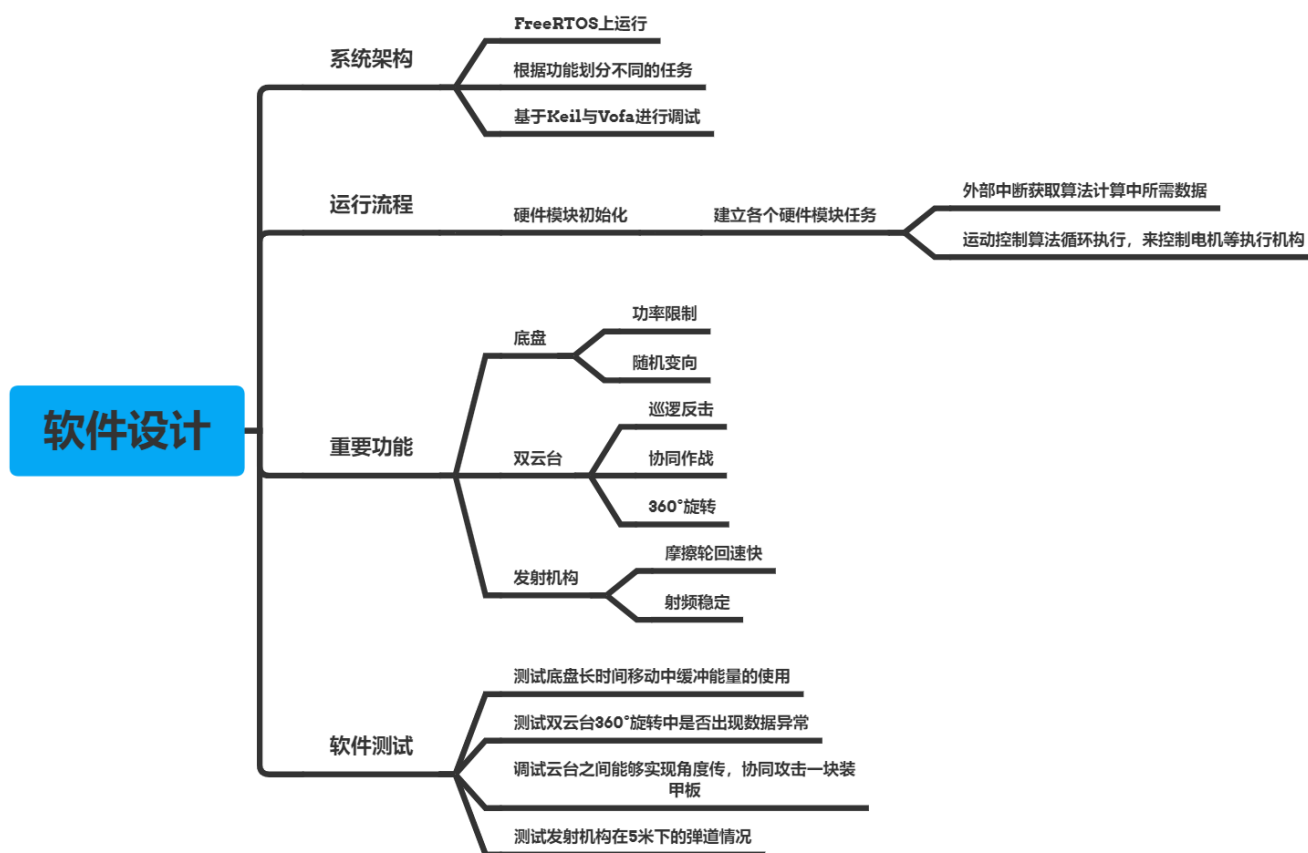 软件设计
系统架构
FreeRTOS上运行
根据功能划分不同的任务
基于Keil与Vofa进行调试
运行流程
硬件模块初始化
建立各个硬件模块任务
外部中断获取算法计算中所需数据
运动控制算法循环执行，来控制电机等执行机构
重要功能
底盘
功率限制
随机变向
双云台
巡逻反击
协同作战
360°旋转
发射机构
摩擦轮回速快
射频稳定
软件测试
测试底盘长时间移动中缓冲能量的使用
测试双云台360°旋转中是否出现数据异常
调试云台之间能够实现角度传，协同攻击一块装
甲板
测试发射机构在5米下的弹道情况